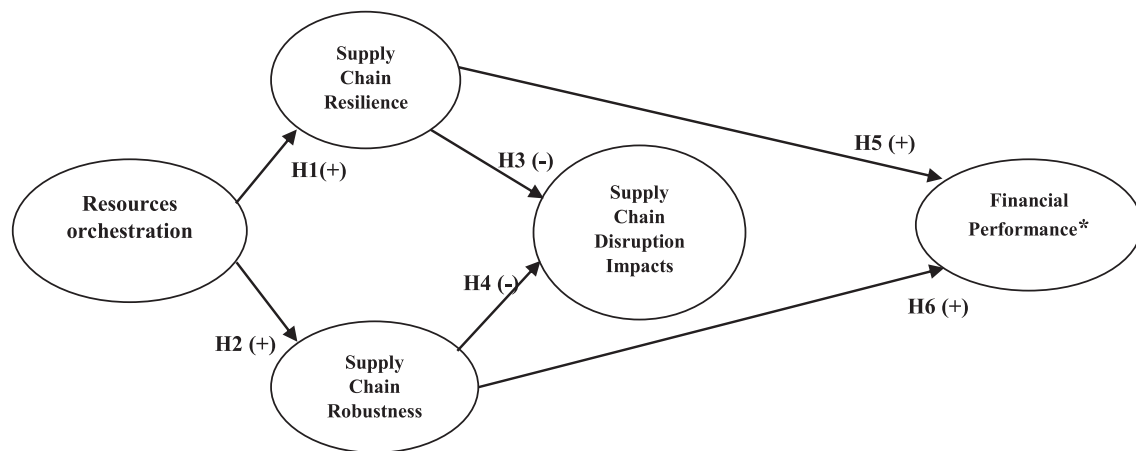 Supply
Chain
Resilience
H1(+)
H3 (-)
H5 (+)
Resources
orchestration
Supply
Chain
Disruption
Impacts
Financial
Performance*
H2 (+)
H4 (-)
H6 (+)
Supply
Chain
Robustness